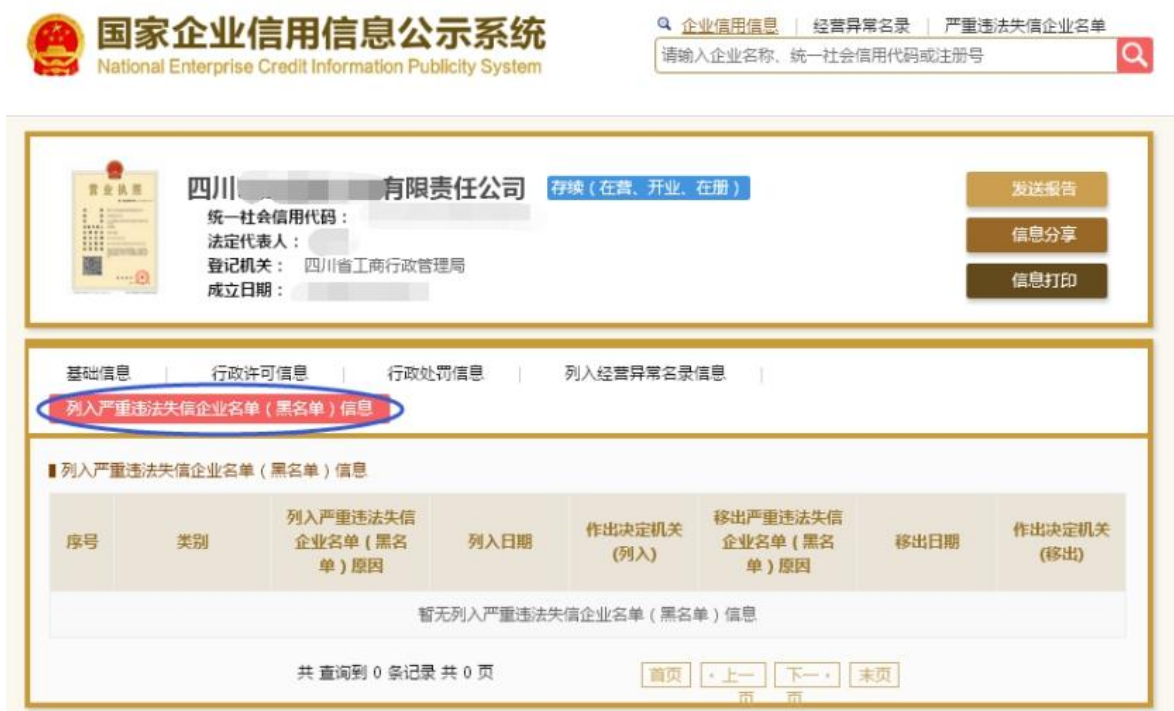 国家企业信用信息公示系统
National Enterprise Credit Information Publicity System
企业信用信息 | 经营异常名录 | 严重违法失信企业名单
请输入企业名称、统一社会信用代码或注册号
营业执照
四川 有限责任公司 存续（在营、开业、在册）
统一社会信用代码：
法定代表人：
登记机关： 四川省工商行政管理局
成立日期：
发送报告
信息分享
信息打印
基础信息 | 行政许可信息 | 行政处罚信息 | 列入经营异常名录信息 |
列入严重违法失信企业名单（黑名单）信息
列入严重违法失信企业名单（黑名单）信息
序号
类别
列入严重违法失信
企业名单（黑名
单）原因
列入日期
作出决定机关
(列入)
移出严重违法失信
企业名单（黑名
单）原因
移出日期
作出决定机关
(移出)
暂无列入严重违法失信企业名单（黑名单）信息
共 查询到 0 条记录 共 0 页
首页
上一
页
下一
页
末页